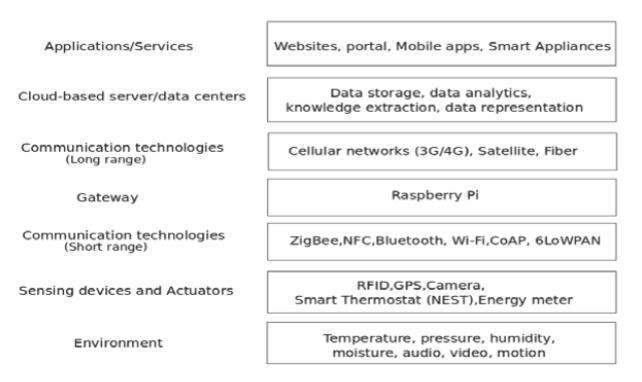 Applications/Services
Websites, portal, Mobile apps, Smart Appliances
Cloud-based server/data centers
Data storage, data analytics,
knowledge extraction, data representation
Communication technologies
(Long range)
Cellular networks (3G/4G), Satellite, Fiber
Gateway
Raspberry Pi
Communication technologies
(Short range)
ZigBee,NFC,Bluetooth, Wi-Fi,CoAP, 6LoWPAN
Sensing devices and Actuators
RFID,GPS,Camera,
Smart Thermostat (NEST),Energy meter
Environment
Temperature, pressure, humidity,
moisture, audio, video, motion